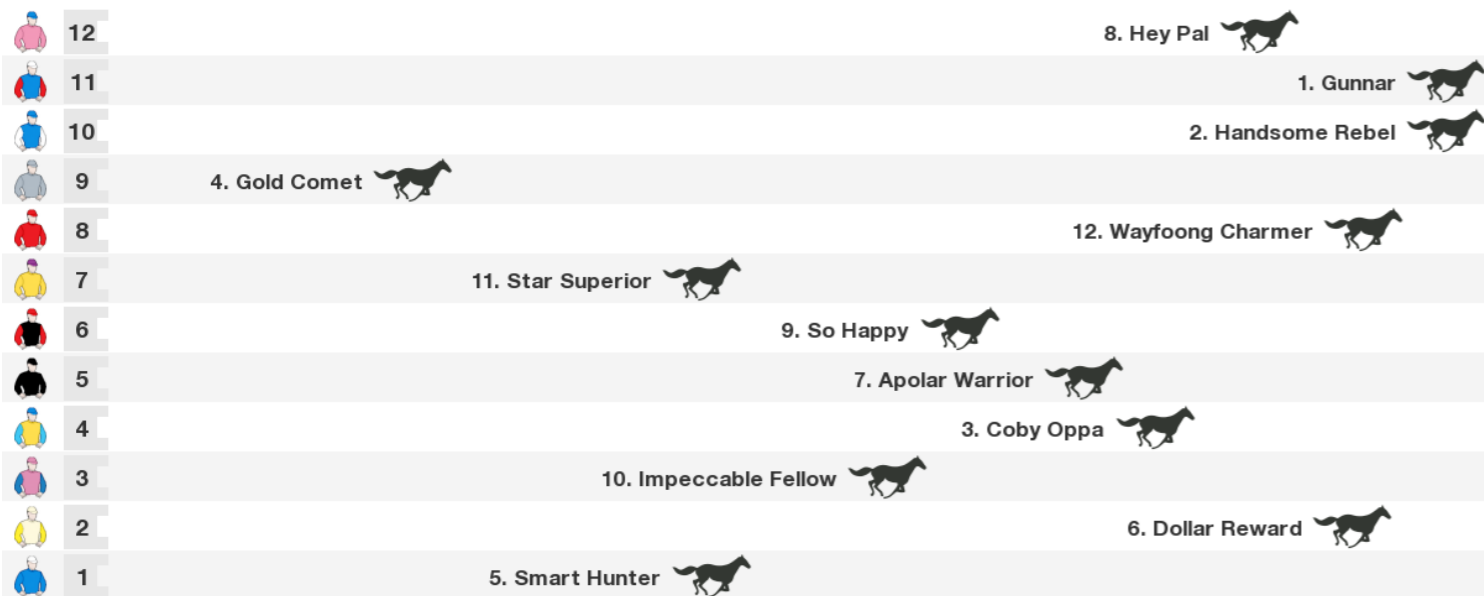 12 8. Hey Pal
11 1. Gunnar
10 2. Handsome Rebel
9 4. Gold Comet
8 12. Wayfoong Charmer
7 11. Star Superior
6 9. So Happy
5 7. Apolar Warrior
4 3. Coby Oppa
3 10. Impeccable Fellow
2 6. Dollar Reward
1 5. Smart Hunter